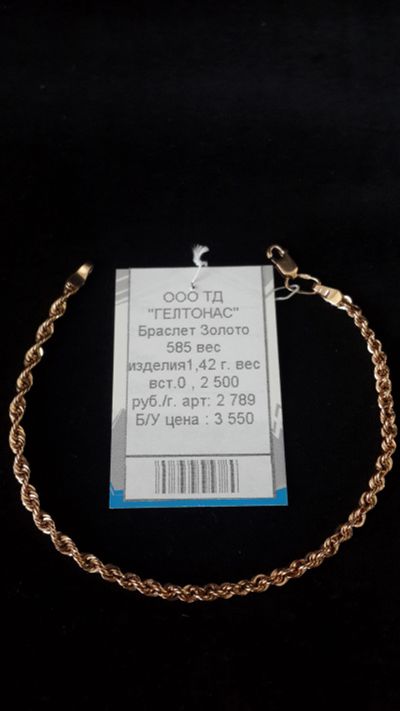 ООО ТД
"ГЕЛТОНАС"
Браслет Золото
585 вес
изделия1,42 г. вес
вст.0 , 2 500
руб./г. арт: 2 789
Б/У цена : 3 550